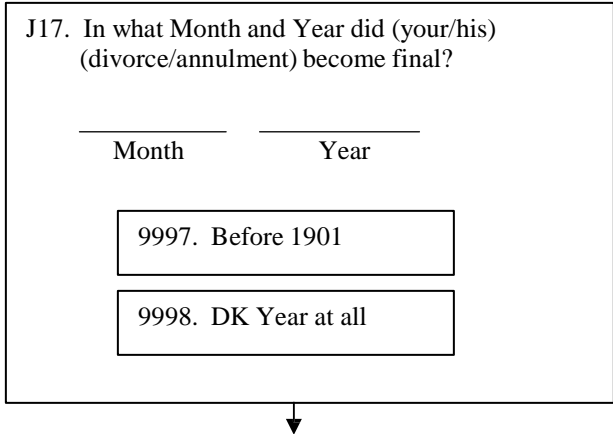 J17. In what Month and Year did (your/his)
(divorce/annulment) become final?
Month Year
9997. Before 1901
9998. DK Year at all